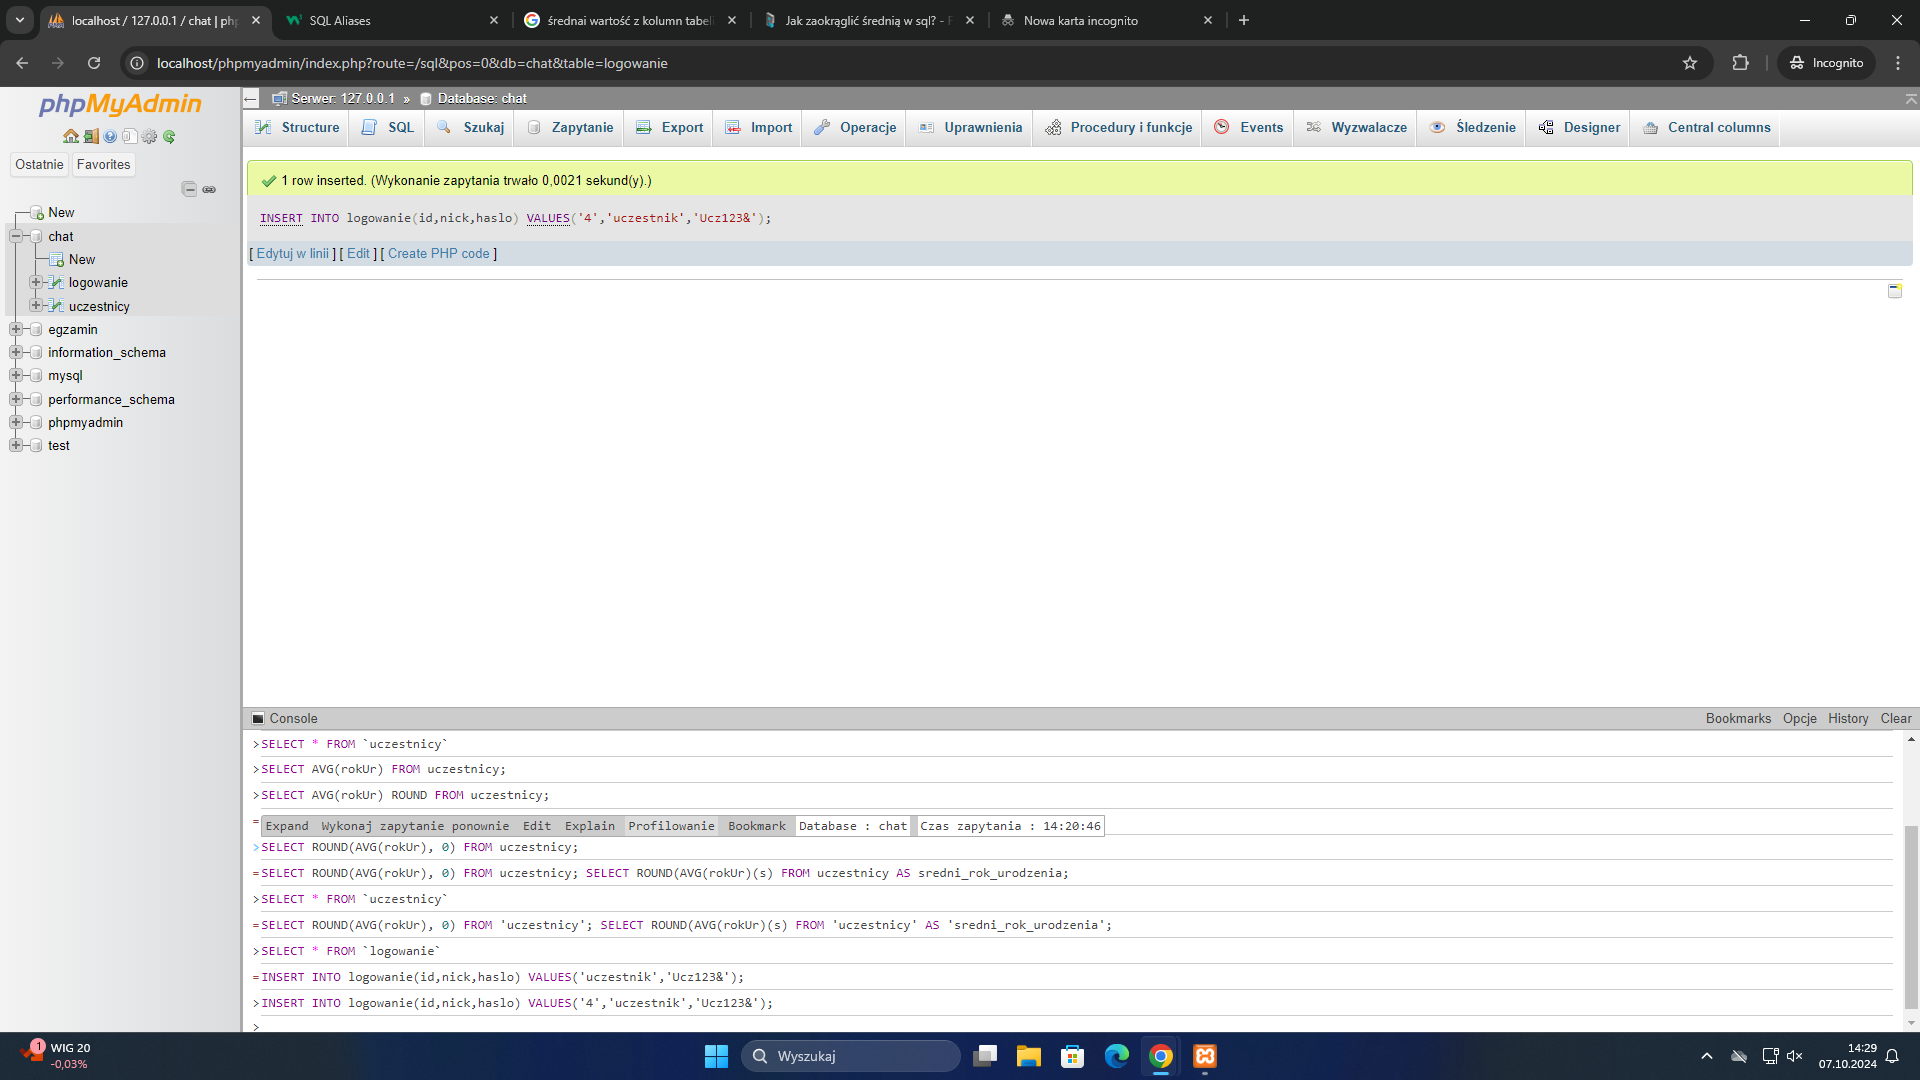 localhost / 127.0.0.1 / chat | php
SQL Aliases
średnai wartość z kolumn tabeli
Jak zaokrąglić średnią w sql? - F
Nowa karta incognito
localhost/phpmyadmin/index.php?route=/sql&pos=0&db=chat&table=logowanie
Incognito
phpMyAdmin
Ostatnie Favorites
New
chat
New
logowanie
uczestnicy
egzamin
information_schema
mysql
performance_schema
phpmyadmin
test
Serwer: 127.0.0.1 » Database: chat
Structure SQL Szukaj Zapytanie Export Import Operacje Uprawnienia Procedury i funkcje Events Wyzwalacze Śledzenie Designer Central columns
1 row inserted. (Wykonanie zapytania trwało 0,0021 sekund(y).)
INSERT INTO logowanie(id,nick,haslo) VALUES('4','uczestnik','Ucz123&');
[ Edytuj w linii ] [ Edit ] [ Create PHP code ]
Console Bookmarks Opcje History Clear
>SELECT * FROM `uczestnicy`
>SELECT AVG(rokUr) FROM uczestnicy;
>SELECT AVG(rokUr) ROUND FROM uczestnicy;
= Expand Wykonaj zapytanie ponownie Edit Explain Profilowanie Bookmark Database : chat Czas zapytania : 14:20:46
>SELECT ROUND(AVG(rokUr), 0) FROM uczestnicy;
=SELECT ROUND(AVG(rokUr), 0) FROM uczestnicy; SELECT ROUND(AVG(rokUr)(s) FROM uczestnicy AS sredni_rok_urodzenia;
>SELECT * FROM `uczestnicy`
=SELECT ROUND(AVG(rokUr), 0) FROM 'uczestnicy'; SELECT ROUND(AVG(rokUr)(s) FROM 'uczestnicy' AS 'sredni_rok_urodzenia';
>SELECT * FROM `logowanie`
=INSERT INTO logowanie(id,nick,haslo) VALUES('uczestnik','Ucz123&');
>INSERT INTO logowanie(id,nick,haslo) VALUES('4','uczestnik','Ucz123&');
>
1
WIG 20
-0,03%
Wyszukaj
14:29
07.10.2024